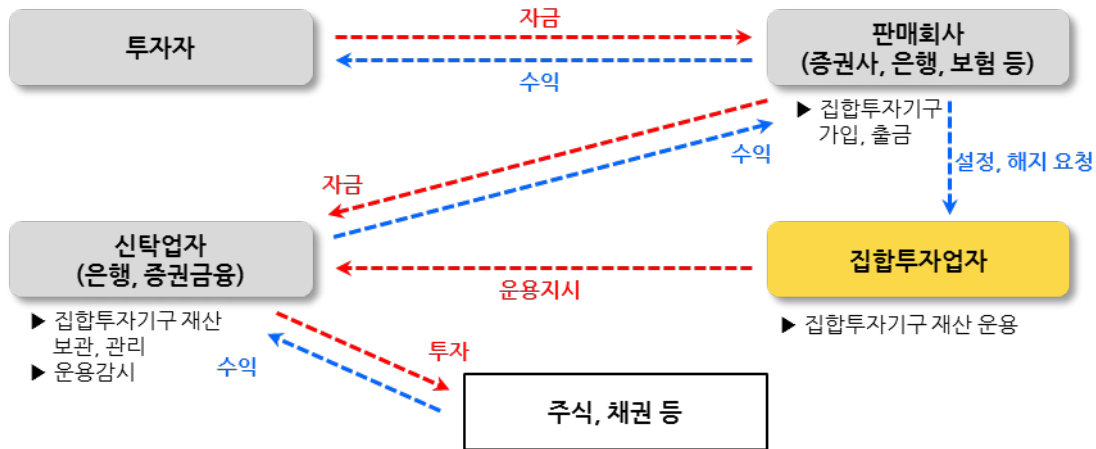 자금
투자자
판매회사
(증권사, 은행, 보험 등)
수익
▶ 집합투자기구
가입, 출금
수익
설정, 해지 요청
자금
신탁업자
(은행, 증권금융)
집합투자업자
운용지시
▶ 집합투자기구 재산
보관, 관리
▶ 운용감시
▶ 집합투자기구 재산 운용
투자
수익
주식, 채권 등